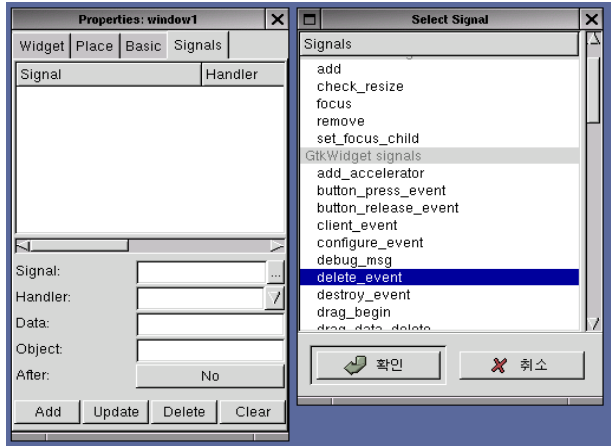 Properties: window1
Widget Place Basic Signals
Signal Handler
Signal: ...
Handler:
Data:
Object:
After: No
Add Update Delete Clear
Select Signal
Signals
add
check_resize
focus
remove
set_focus_child
GtkWidget signals
add_accelerator
button_press_event
button_release_event
client_event
configure_event
debug_msg
delete_event
destroy_event
drag_begin
drag_data_delete
확인 취소